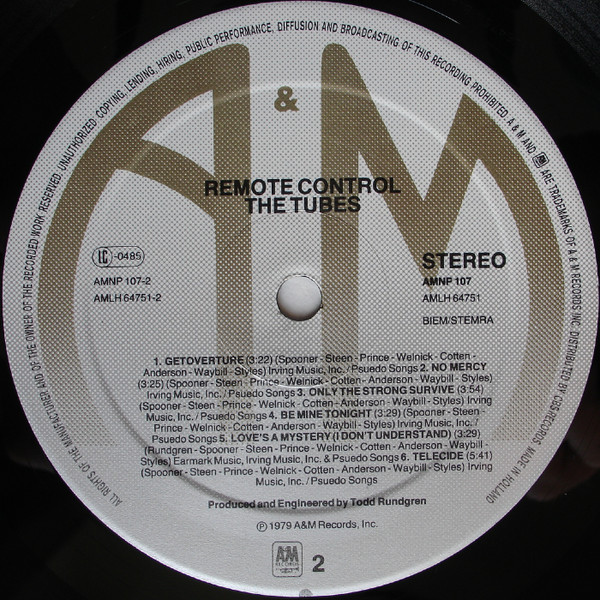 ALL RIGHTS OF THE MANUFACTURER AND OF THE OWNER OF THE RECORDED WORK RESERVED. UNAUTHORIZED COPYING, LENDING, HIRING, PUBLIC PERFORMANCE, DIFFUSION AND BROADCASTING OF THIS RECORDING PROHIBITED. A & M AND ARE TRADEMARKS OF A & M RECORDS INC. DISTRIBUTED BY CBS-RECORDS. MADE IN HOLLAND
A & M
REMOTE CONTROL
THE TUBES
LC -0485
STEREO
AMNP 107-2
AMNP 107
AMLH 64751-2
AMLH 64751
BIEM/STEMRA
1. GETOVERTURE (3:22) (Spooner - Steen - Prince - Welnick - Cotten -
Anderson - Waybill - Styles) Irving Music, Inc. / Psuedo Songs 2. NO MERCY
(3:25) (Spooner - Steen - Prince - Welnick - Cotten - Anderson - Waybill - Styles)
Irving Music, Inc. / Psuedo Songs 3. ONLY THE STRONG SURVIVE (3:54)
(Spooner - Steen - Prince - Welnick - Cotten - Anderson - Waybill - Styles) Irving
Music, Inc. / Psuedo Songs 4. BE MINE TONIGHT (3:29) (Spooner - Steen -
Prince - Welnick - Cotten - Anderson - Waybill - Styles) Irving Music, Inc. /
Psuedo Songs 5. LOVE'S A MYSTERY (I DON'T UNDERSTAND) (3:29)
(Rundgren - Spooner - Steen - Prince - Welnick - Cotten - Anderson - Waybill -
Styles) Earmark Music, Irving Music, Inc. & Psuedo Songs 6. TELECIDE (5:41)
(Spooner - Steen - Prince - Welnick - Cotten - Anderson - Waybill - Styles) Irving
Music, Inc. / Psuedo Songs
Produced and Engineered by Todd Rundgren
℗ 1979 A&M Records, Inc.
A&M
RECORDS
2